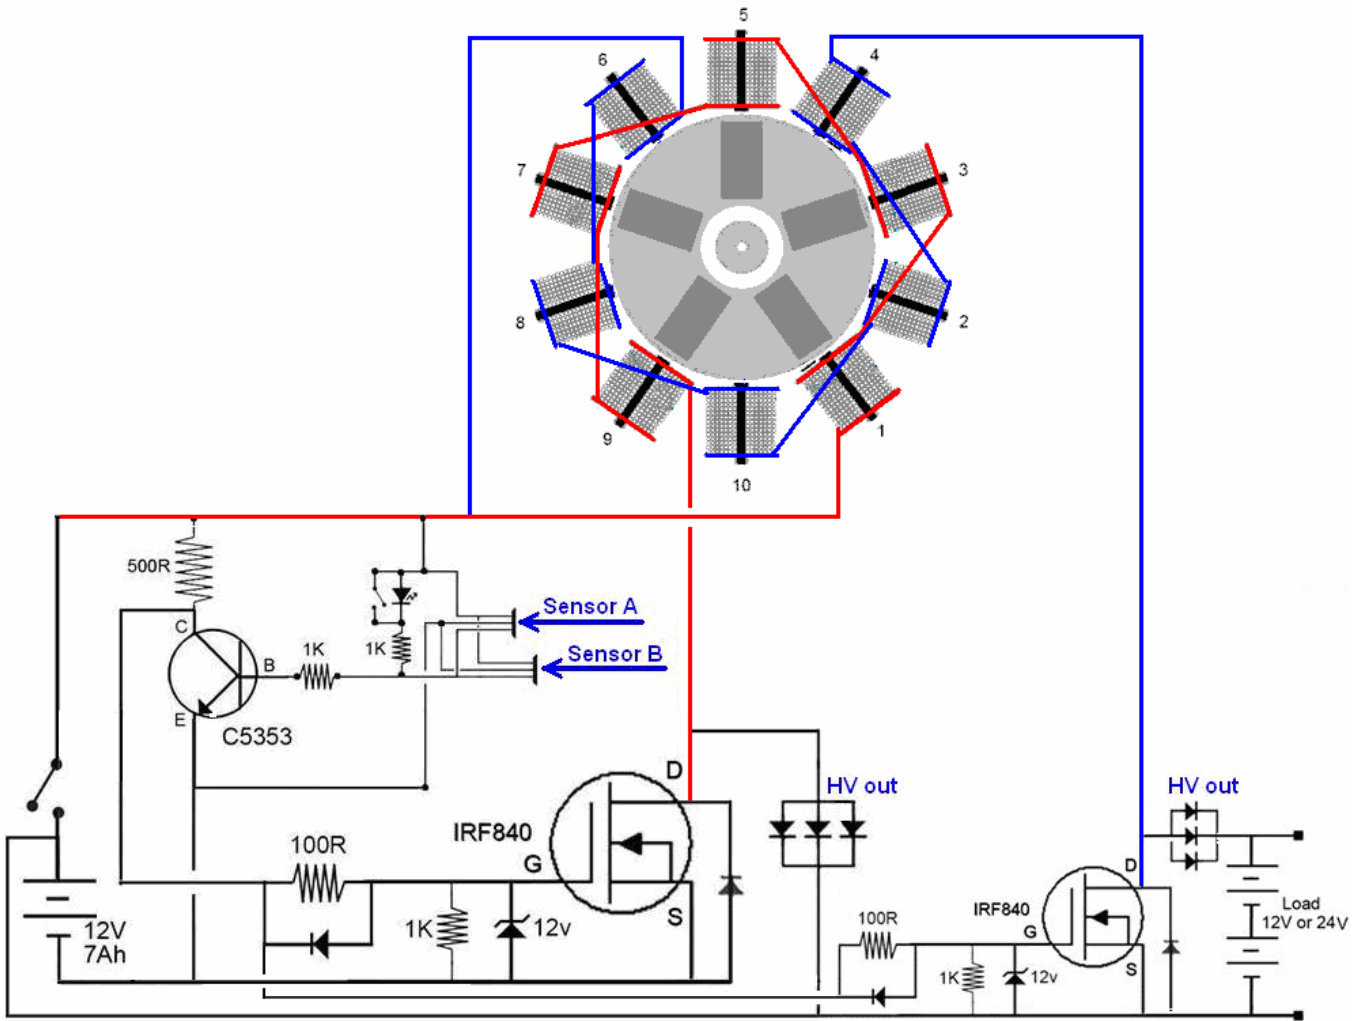 5
6
4
7
3
8
2
9
1
10
500R
C
1K
B
1K
Sensor A
Sensor B
E
C5353
D
HV out
HV out
IRF840
100R
G
D
12V
7Ah
1K
12v
S
IRF840
100R
G
Load
12V or 24V
1K
12v
S